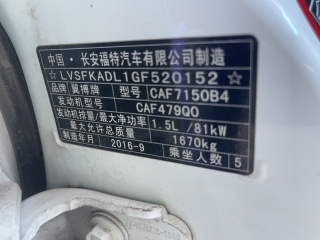 中国·长安福特汽车有限公司制造
☆ LVSFKADL1GF520152 ☆
品牌 翼搏牌 型号 CAF7150B4
发动机型号 CAF479Q0
发动机排量/最大净功率 1.5L /81kW
最大允许总质量 1670kg
制造年月 2016-9 乘坐人数 5